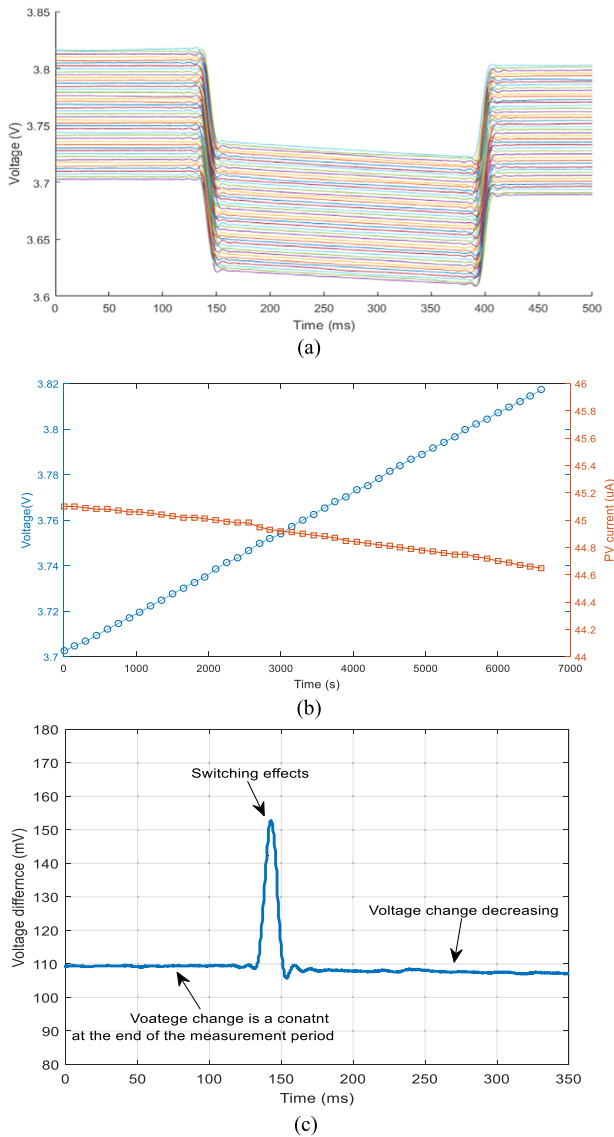 3.85
3.8
3.75
3.7
3.65
3.6
Voltage (V)
0 50 100 150 200 250 300 350 400 450 500
Time (ms)
(a)
3.82
3.8
3.78
3.76
3.74
3.72
3.7
Voltage(V)
46
45.8
45.6
45.4
45.2
45
44.8
44.6
44.4
44.2
44
PV current (uA)
0 1000 2000 3000 4000 5000 6000 7000
Time (s)
(b)
180
170
160
150
140
130
120
110
100
90
80
Voltage differnce (mV)
Switching effects
Voltage change decreasing
Voatege change is a conatnt
at the end of the measurement period
0 50 100 150 200 250 300 350
Time (ms)
(c)